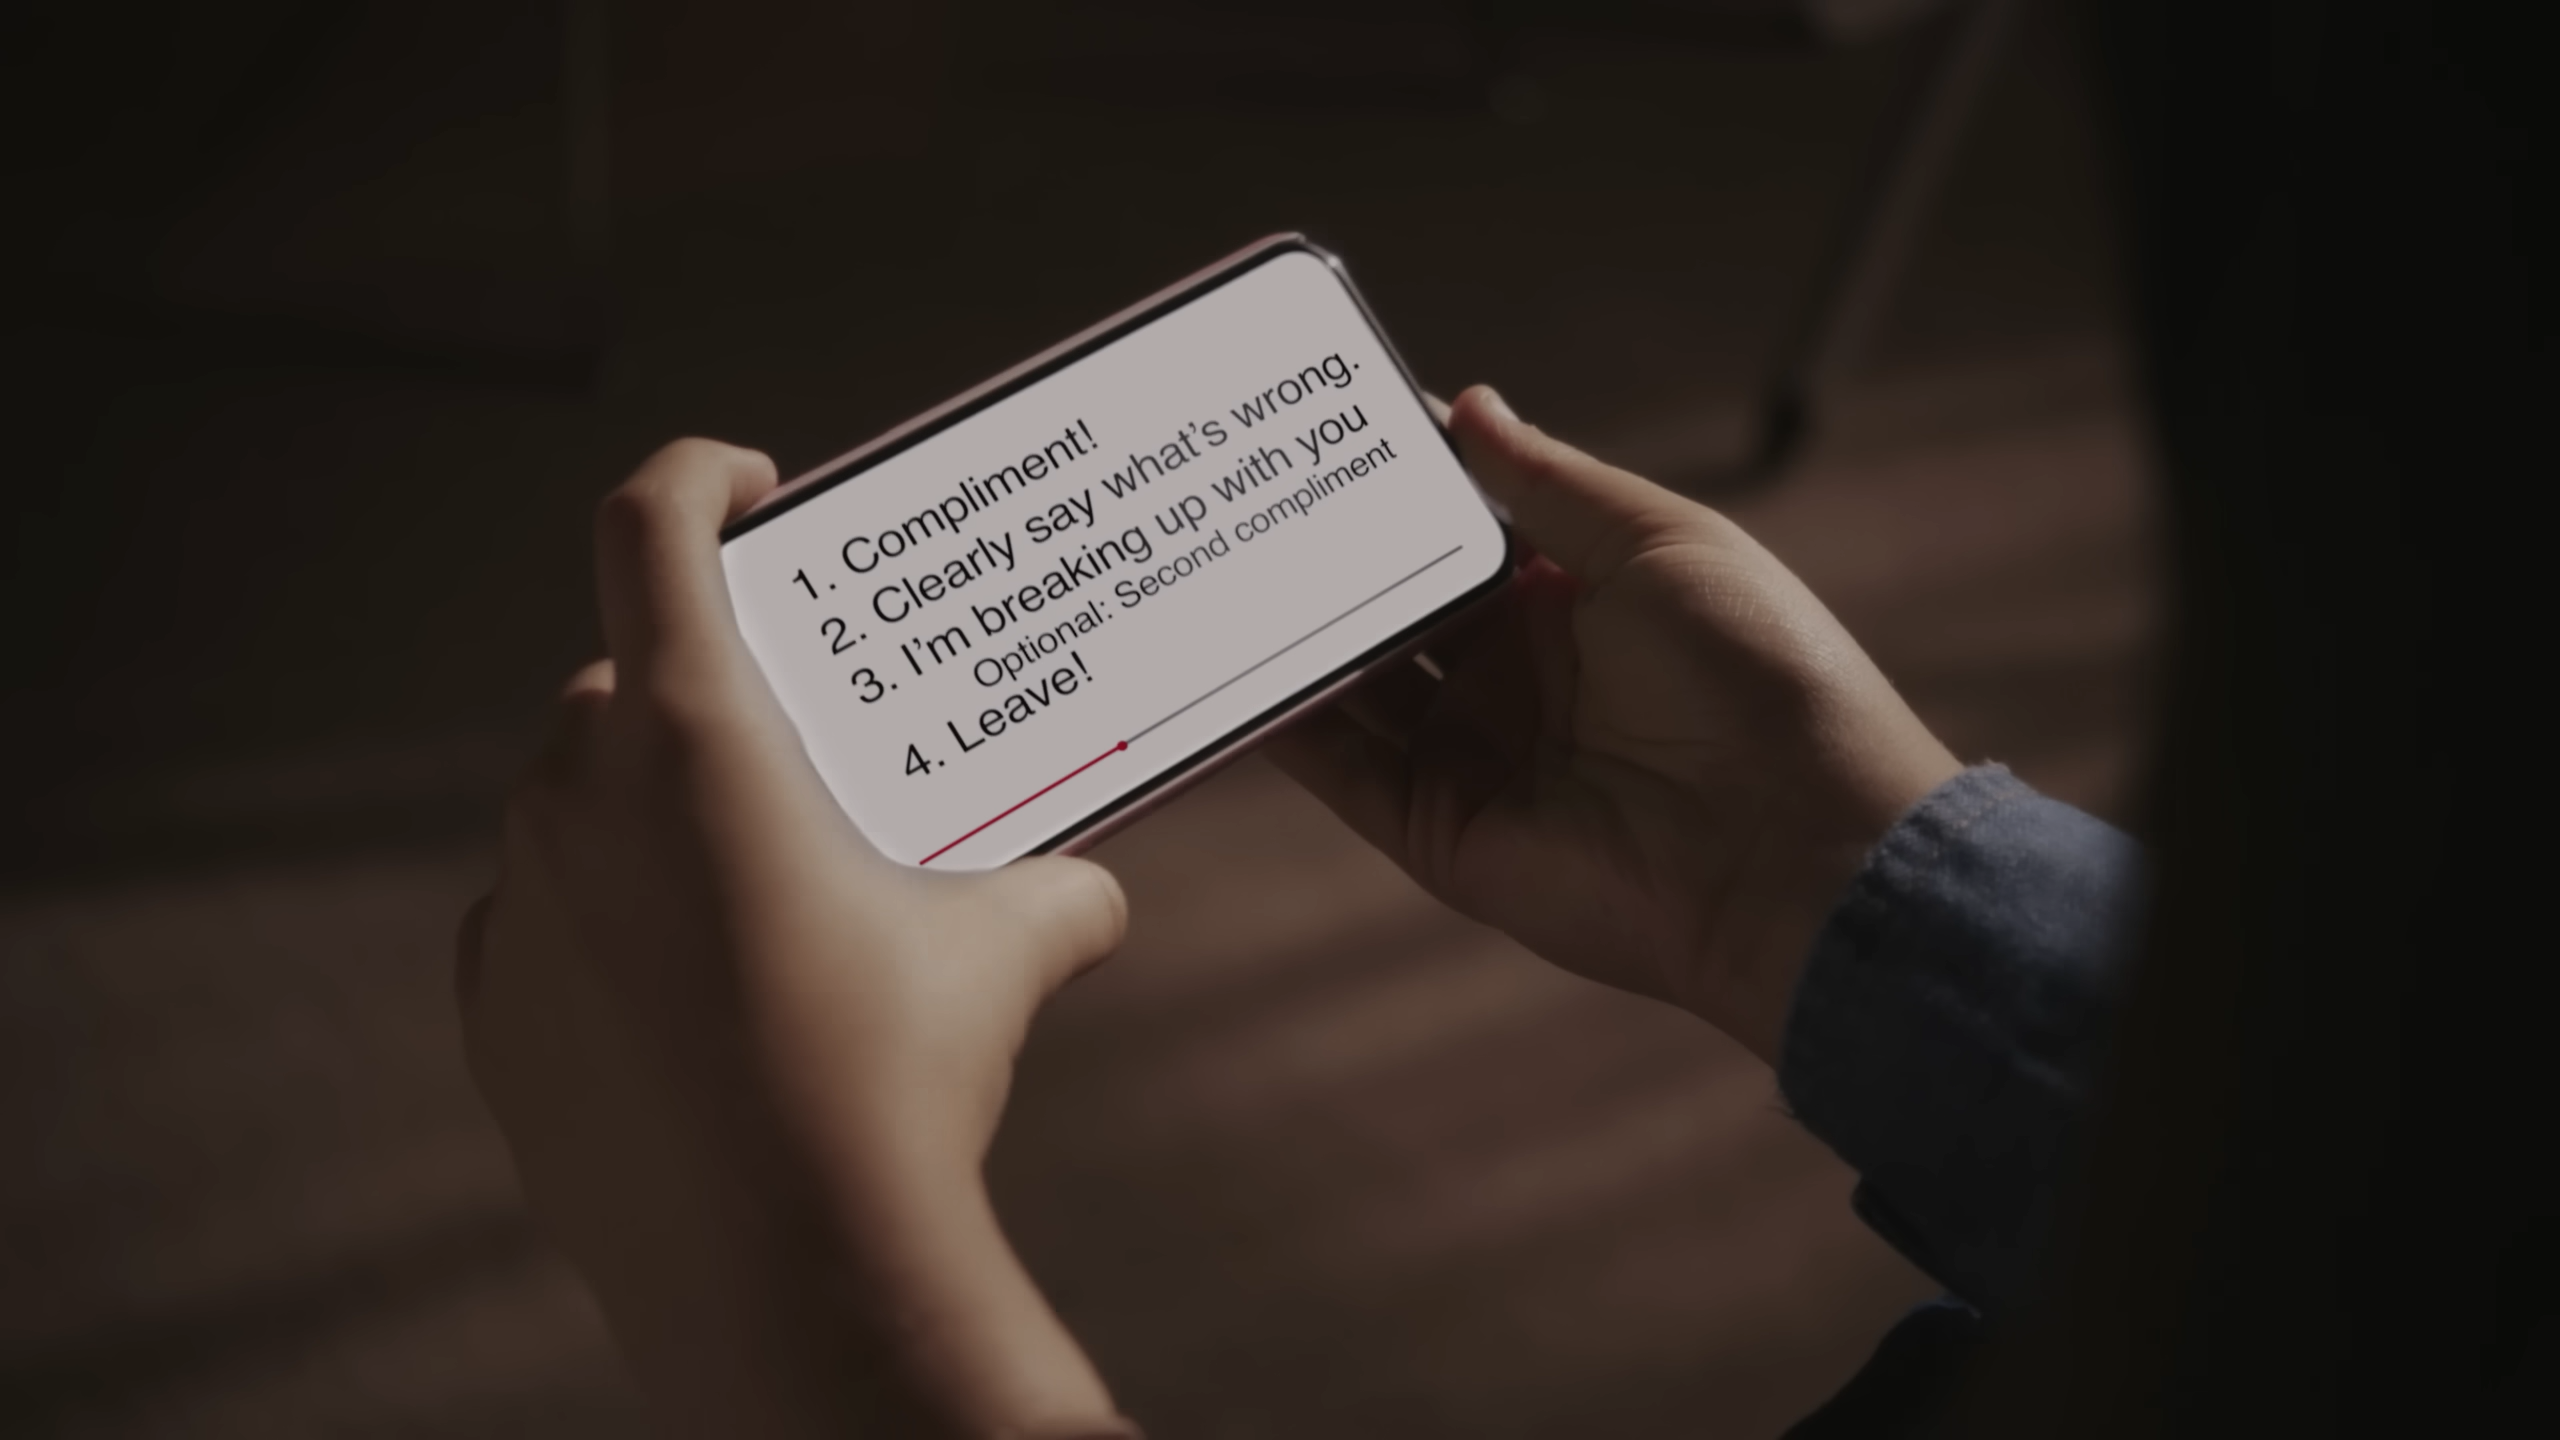 1. Compliment!
2. Clearly say what's wrong.
3. I'm breaking up with you
Optional: Second compliment
4. Leave!